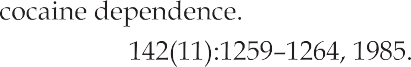 cocaine dependence.
142(11):1259–1264, 1985.